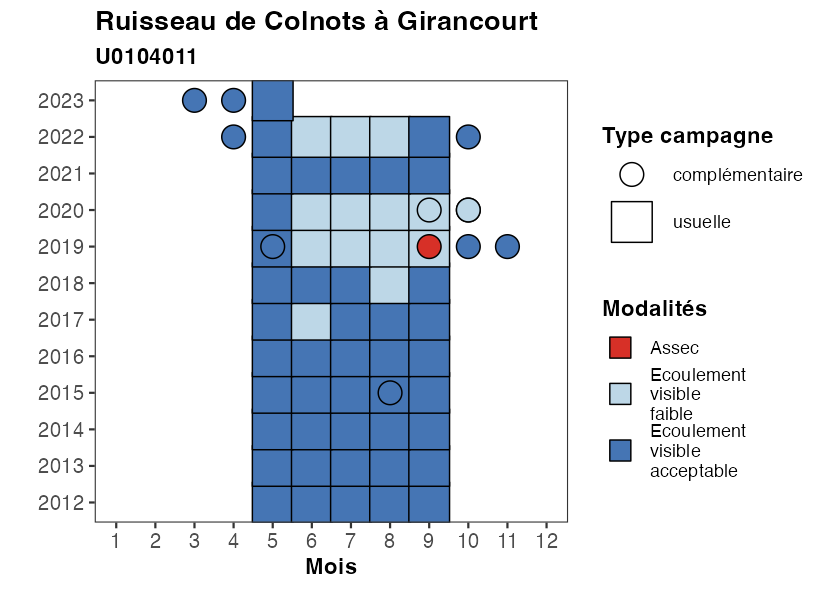 Ruisseau de Colnots à Girancourt
U0104011
2023
2022
2021
2020
2019
2018
2017
2016
2015
2014
2013
2012
1 2 3 4 5 6 7 8 9 10 11 12
Mois
Type campagne
complémentaire
usuelle
Modalités
Assec
Ecoulement
visible
faible
Ecoulement
visible
acceptable